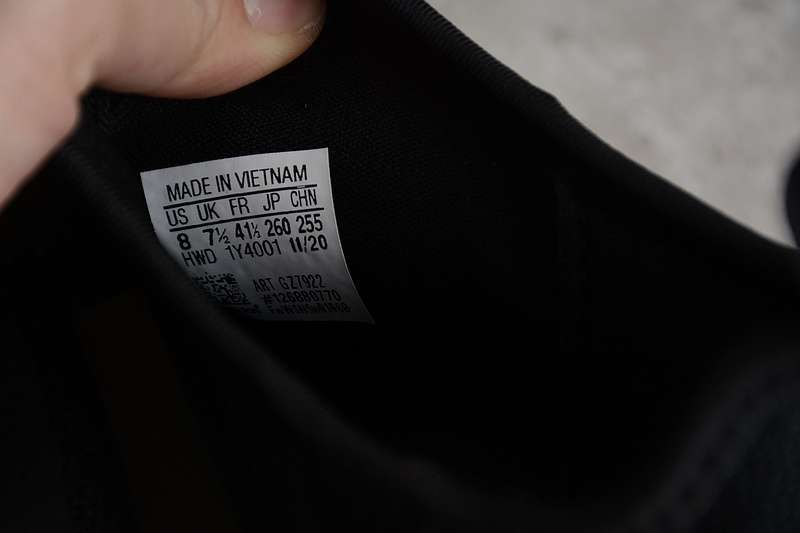 MADE IN VIETNAM
US UK FR JP CHN
8 7½ 41⅓ 260 255
HWD 1Y4001 11/20
ART GZ7922
#126880770